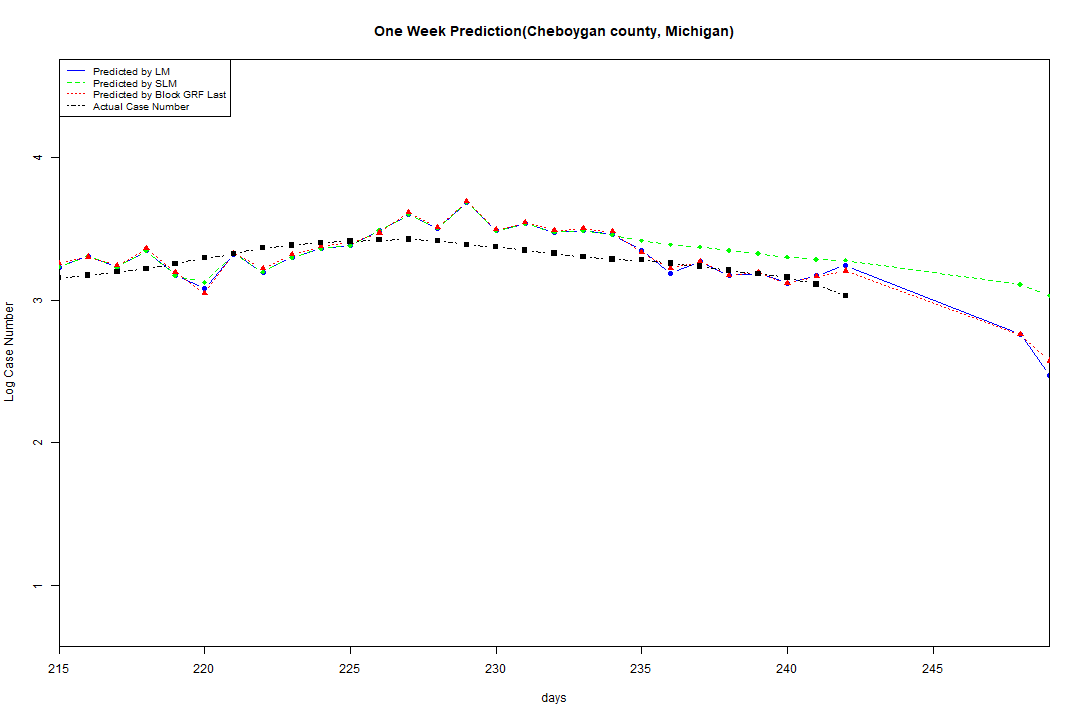 One Week Prediction(Cheboygan county, Michigan)
Predicted by LM
Predicted by SLM
Predicted by Block GRF Last
Actual Case Number
4
3
2
1
Log Case Number
215 220 225 230 235 240 245
days